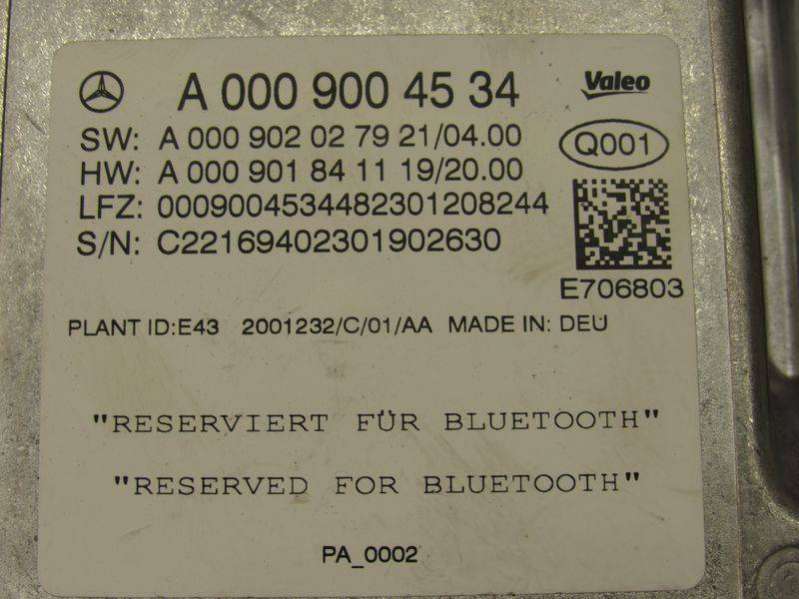 A 000 900 45 34
Valeo
SW: A 000 902 02 79 21/04.00
Q001
HW: A 000 901 84 11 19/20.00
LFZ: 0009004534482301208244
S/N: C22169402301902630
E706803
PLANT ID:E43 2001232/C/01/AA MADE IN: DEU
"RESERVIERT FÜR BLUETOOTH"
"RESERVED FOR BLUETOOTH"
PA_0002